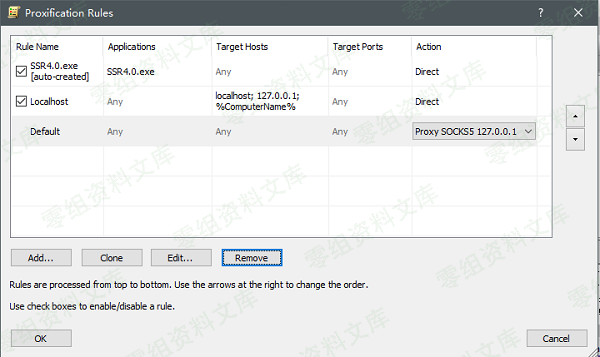 Proxification Rules
?
Rule Name Applications Target Hosts Target Ports Action
SSR4.0.exe
[auto-created] SSR4.0.exe Any Any Direct
Localhost Any localhost; 127.0.0.1;
%ComputerName% Any Direct
Default Any Any Any Proxy SOCKS5 127.0.0.1
Add... Clone Edit... Remove
Rules are processed from top to bottom. Use the arrows at the right to change the order.
Use check boxes to enable/disable a rule.
OK Cancel
零组资料文库